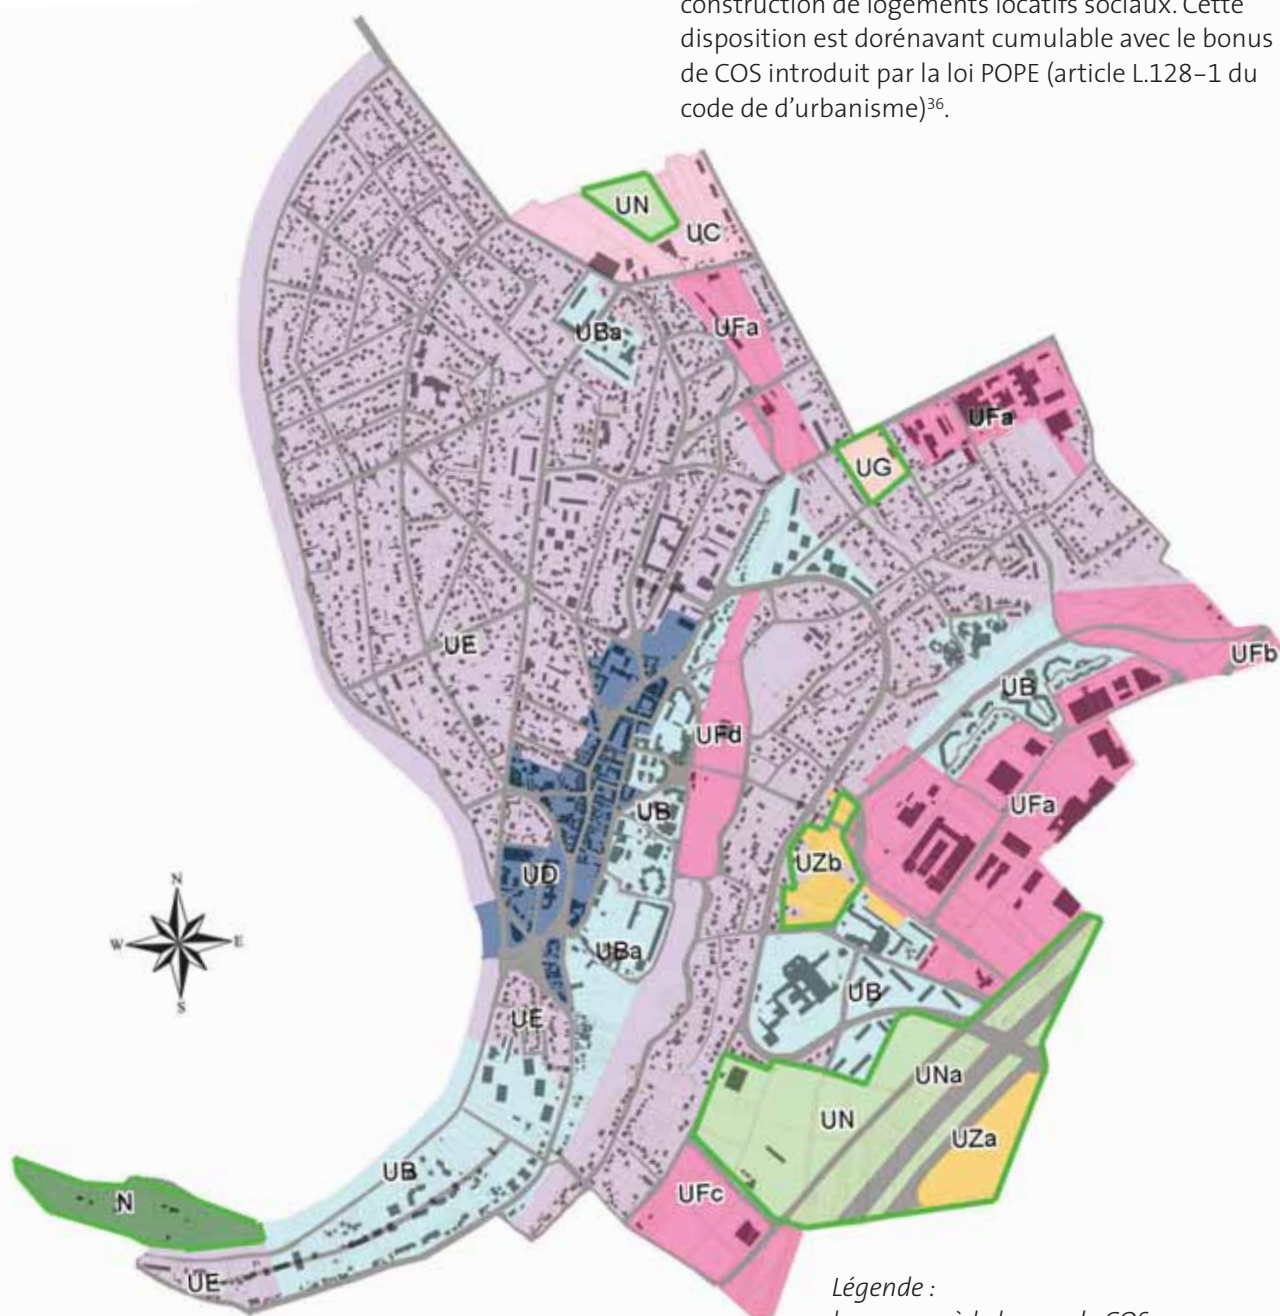 construction de logements locatifs sociaux. Cette
disposition est dorénavant cumulable avec le bonus
de COS introduit par la loi POPE (article L.128–1 du
code de d'urbanisme)³⁶.
UN
UC
UBa
UFa
UFa
UG
UE
UFb
UB
UFd
UFa
UB
UZb
UD
N
W
E
S
UBa
UB
UE
UNa
UN
UZa
UB
UFc
N
UE
Légende :